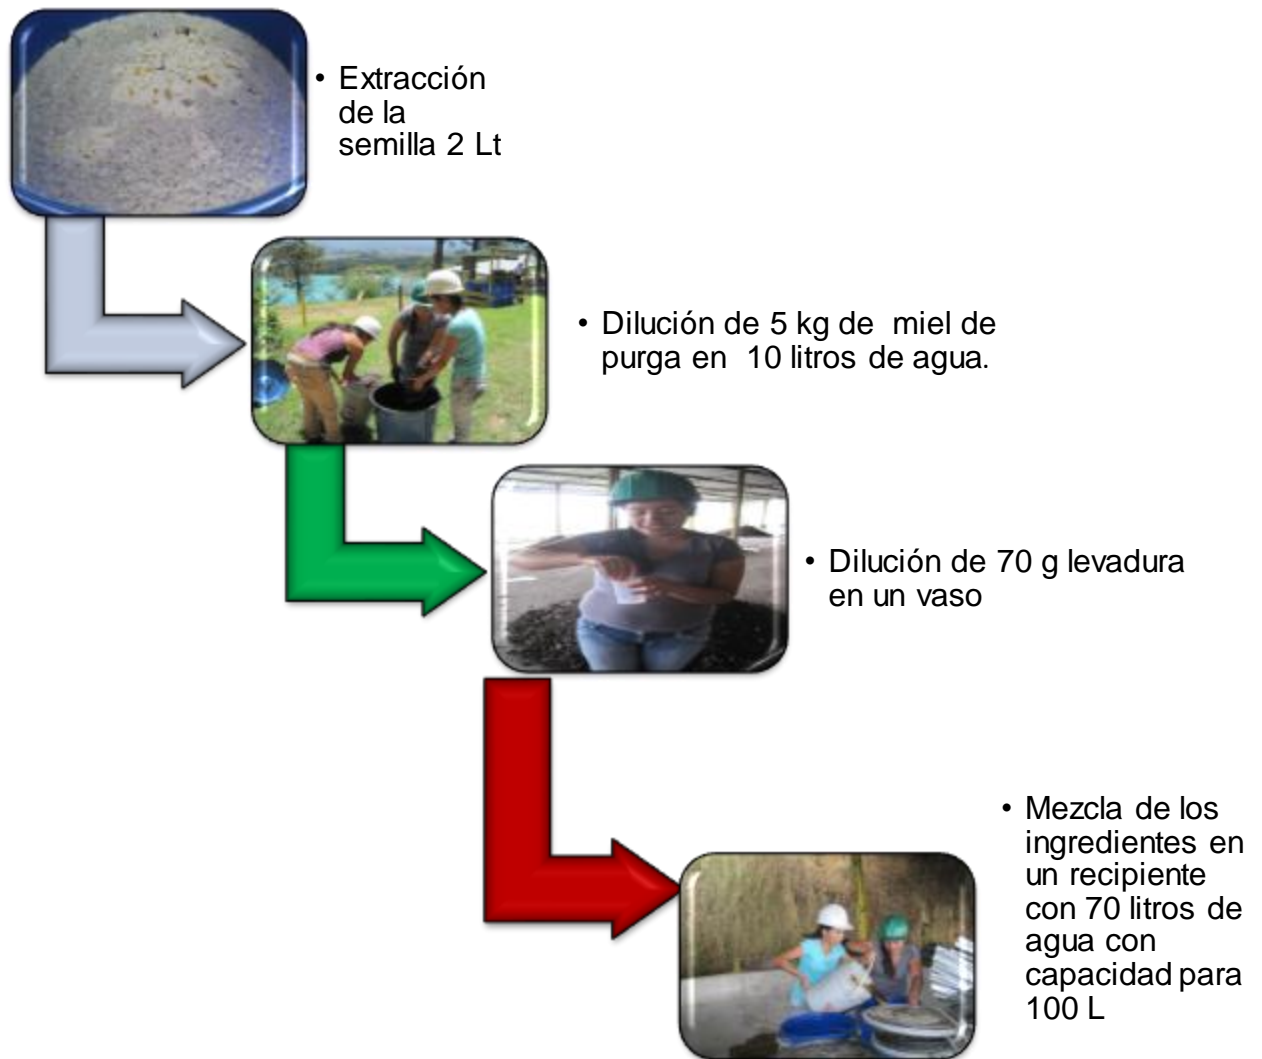 • Extracción
de la
semilla 2 Lt
• Dilución de 5 kg de miel de
purga en 10 litros de agua.
• Dilución de 70 g levadura
en un vaso
• Mezcla de los
ingredientes en
un recipiente
con 70 litros de
agua con
capacidad para
100 L